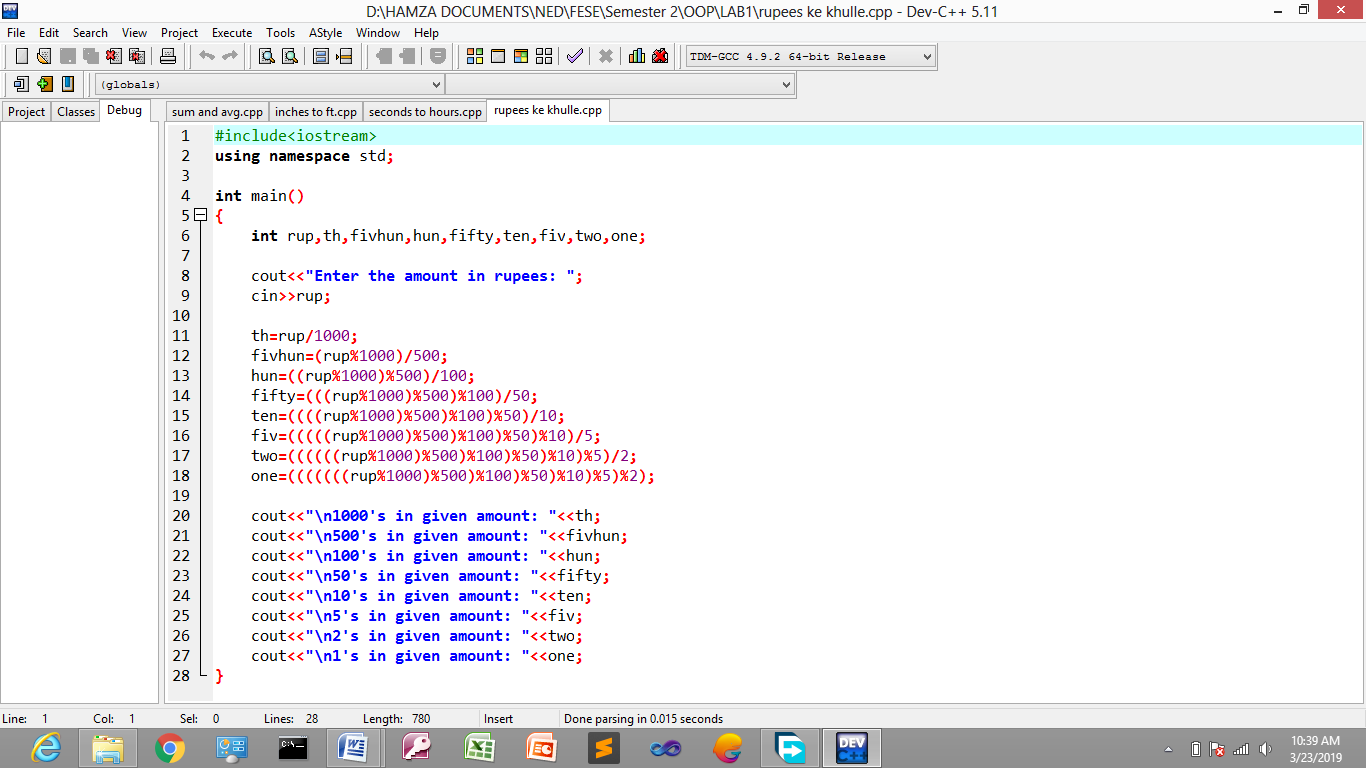 D:\HAMZA DOCUMENTS\NED\FESE\Semester 2\OOP\LAB1\rupees ke khulle.cpp - Dev-C++ 5.11
File Edit Search View Project Execute Tools AStyle Window Help
TDM-GCC 4.9.2 64-bit Release
(globals)
Project Classes Debug
sum and avg.cpp inches to ft.cpp seconds to hours.cpp rupees ke khulle.cpp
1 #include<iostream>
2 using namespace std;
3
4 int main()
5 {
6 int rup,th,fivhun,hun,fifty,ten,fiv,two,one;
7
8 cout<<"Enter the amount in rupees: ";
9 cin>>rup;
10
11 th=rup/1000;
12 fivhun=(rup%1000)/500;
13 hun=((rup%1000)%500)/100;
14 fifty=(((rup%1000)%500)%100)/50;
15 ten=((((rup%1000)%500)%100)%50)/10;
16 fiv=(((((rup%1000)%500)%100)%50)%10)/5;
17 two=((((((rup%1000)%500)%100)%50)%10)%5)/2;
18 one=(((((((rup%1000)%500)%100)%50)%10)%5)%2);
19
20 cout<<"\n1000's in given amount: "<<th;
21 cout<<"\n500's in given amount: "<<fivhun;
22 cout<<"\n100's in given amount: "<<hun;
23 cout<<"\n50's in given amount: "<<fifty;
24 cout<<"\n10's in given amount: "<<ten;
25 cout<<"\n5's in given amount: "<<fiv;
26 cout<<"\n2's in given amount: "<<two;
27 cout<<"\n1's in given amount: "<<one;
28 }
Line: 1 Col: 1 Sel: 0 Lines: 28 Length: 780 Insert Done parsing in 0.015 seconds
DEV C++
10:39 AM
3/23/2019